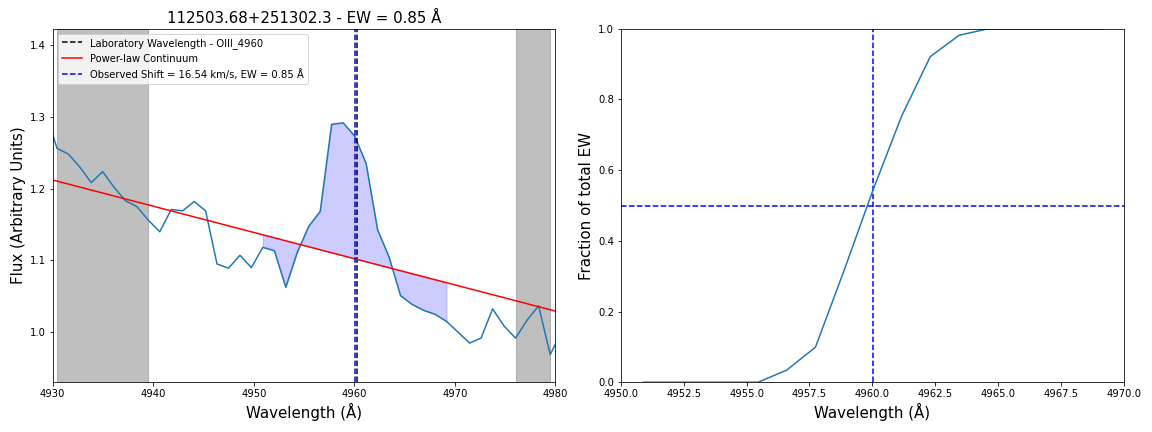 112503.68+251302.3 - EW = 0.85 Å
Laboratory Wavelength - OIII_4960
Power-law Continuum
Observed Shift = 16.54 km/s, EW = 0.85 Å
Flux (Arbitrary Units)
1.4
1.3
1.2
1.1
1.0
4930 4940 4950 4960 4970 4980
Wavelength (Å)
Fraction of total EW
1.0
0.8
0.6
0.4
0.2
0.0
4950.0 4952.5 4955.0 4957.5 4960.0 4962.5 4965.0 4967.5 4970.0
Wavelength (Å)